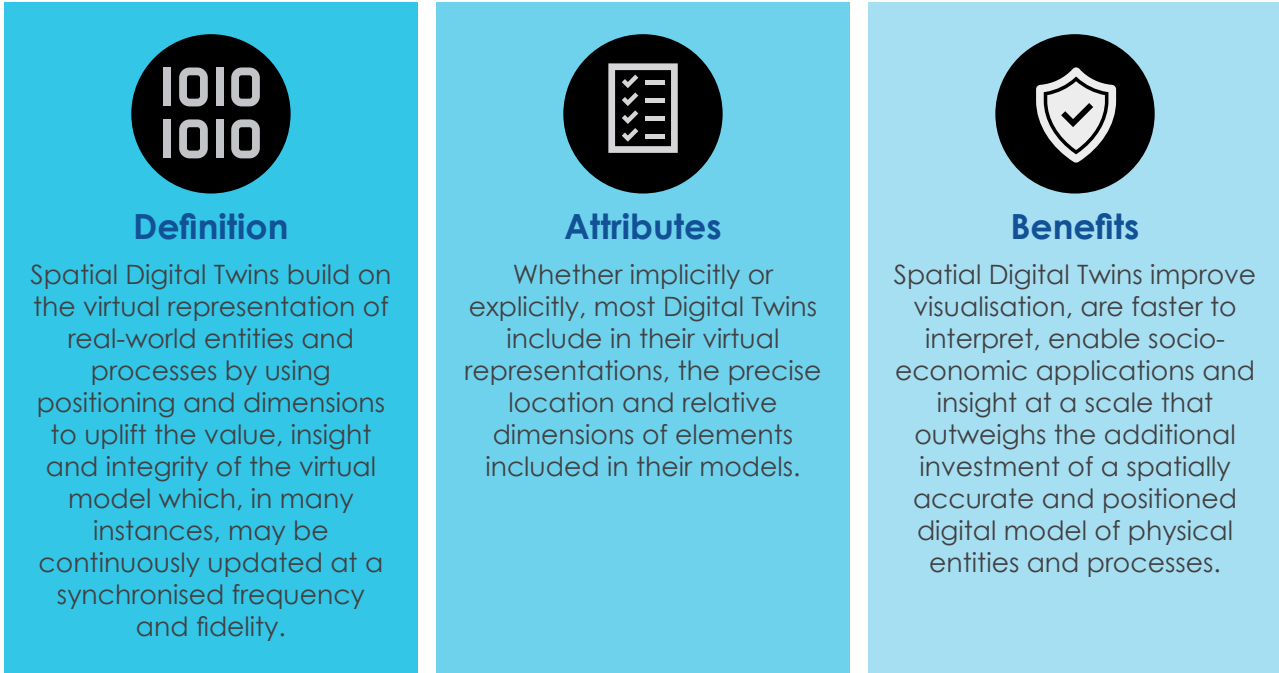 1010
1010
Definition
Spatial Digital Twins build on
the virtual representation of
real-world entities and
processes by using
positioning and dimensions
to uplift the value, insight
and integrity of the virtual
model which, in many
instances, may be
continuously updated at a
synchronised frequency
and fidelity.
Attributes
Whether implicitly or
explicitly, most Digital Twins
include in their virtual
representations, the precise
location and relative
dimensions of elements
included in their models.
Benefits
Spatial Digital Twins improve
visualisation, are faster to
interpret, enable socio-
economic applications and
insight at a scale that
outweighs the additional
investment of a spatially
accurate and positioned
digital model of physical
entities and processes.